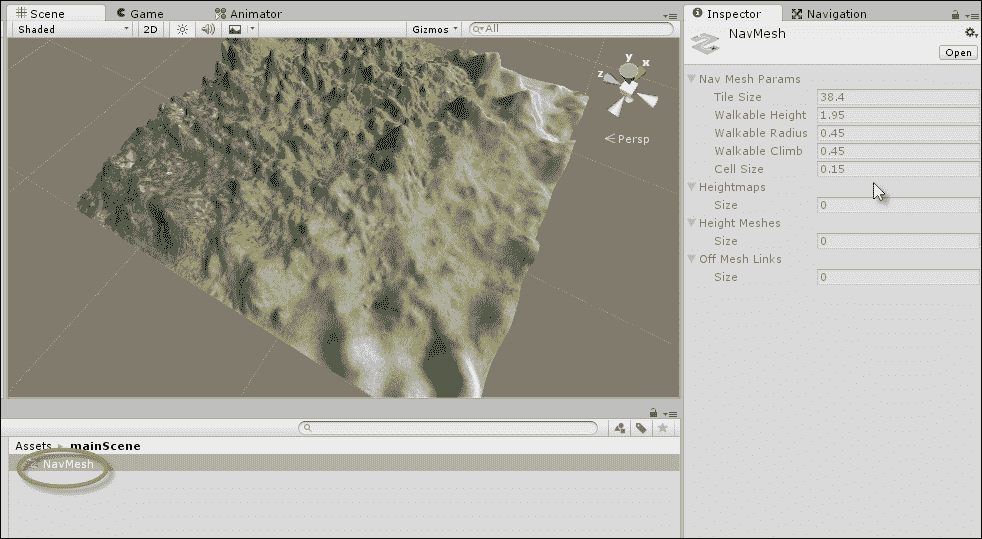 Scene Game Animator
Shaded 2D Gizmos All
y
x
z
Persp
Assets mainScene
NavMesh
Inspector Navigation
NavMesh
Open
Nav Mesh Params
Tile Size 38.4
Walkable Height 1.95
Walkable Radius 0.45
Walkable Climb 0.45
Cell Size 0.15
Heightmaps
Size 0
Height Meshes
Size 0
Off Mesh Links
Size 0